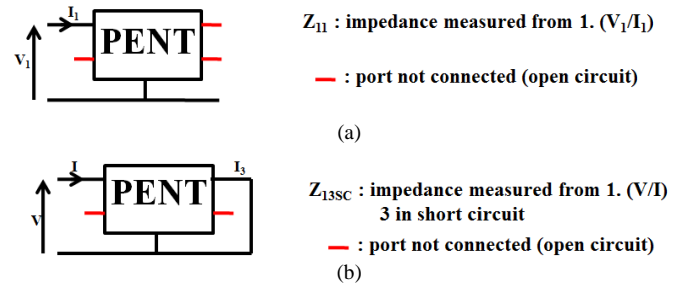 I1
V1
PENT
Z11 : impedance measured from 1. (V1/I1)
: port not connected (open circuit)
(a)
I
I3
V
PENT
Z13SC : impedance measured from 1. (V/I)
3 in short circuit
: port not connected (open circuit)
(b)